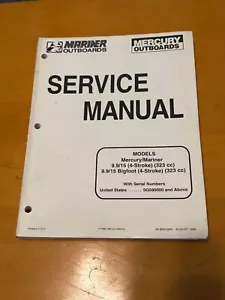 MARINER
OUTBOARDS
MERCURY
OUTBOARDS
SERVICE
MANUAL
MODELS
Mercury/Mariner
9.9/15 (4-Stroke) (323 cc)
9.9/15 Bigfoot (4-Stroke) (323 cc)
With Serial Numbers
United States
and Above
AUGUST